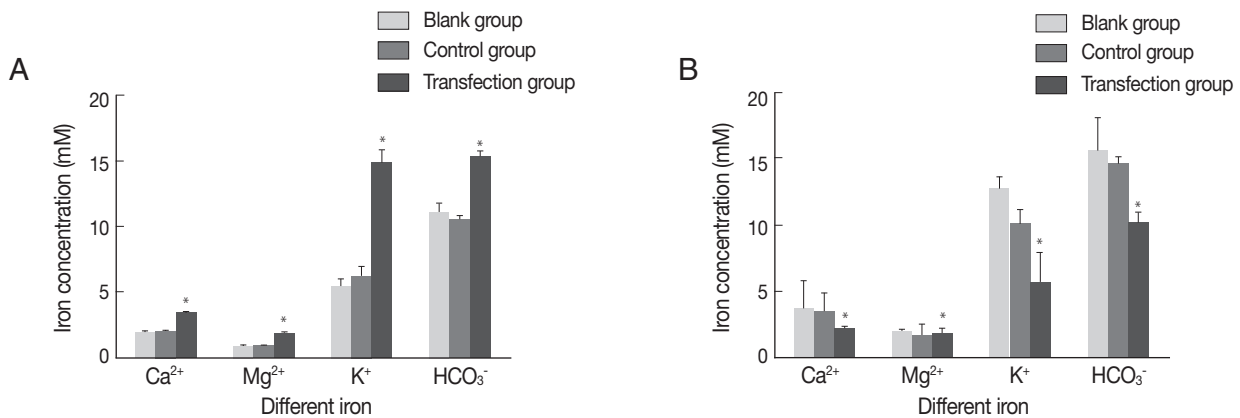 A
Blank group
Control group
Transfection group
Iron concentration (mM)
20
15
10
5
0
*
*
*
*
Ca²⁺ Mg²⁺ K⁺ HCO₃⁻
Different iron
B
Blank group
Control group
Transfection group
Iron concentration (mM)
20
15
10
5
0
*
*
*
*
Ca²⁺ Mg²⁺ K⁺ HCO₃⁻
Different iron